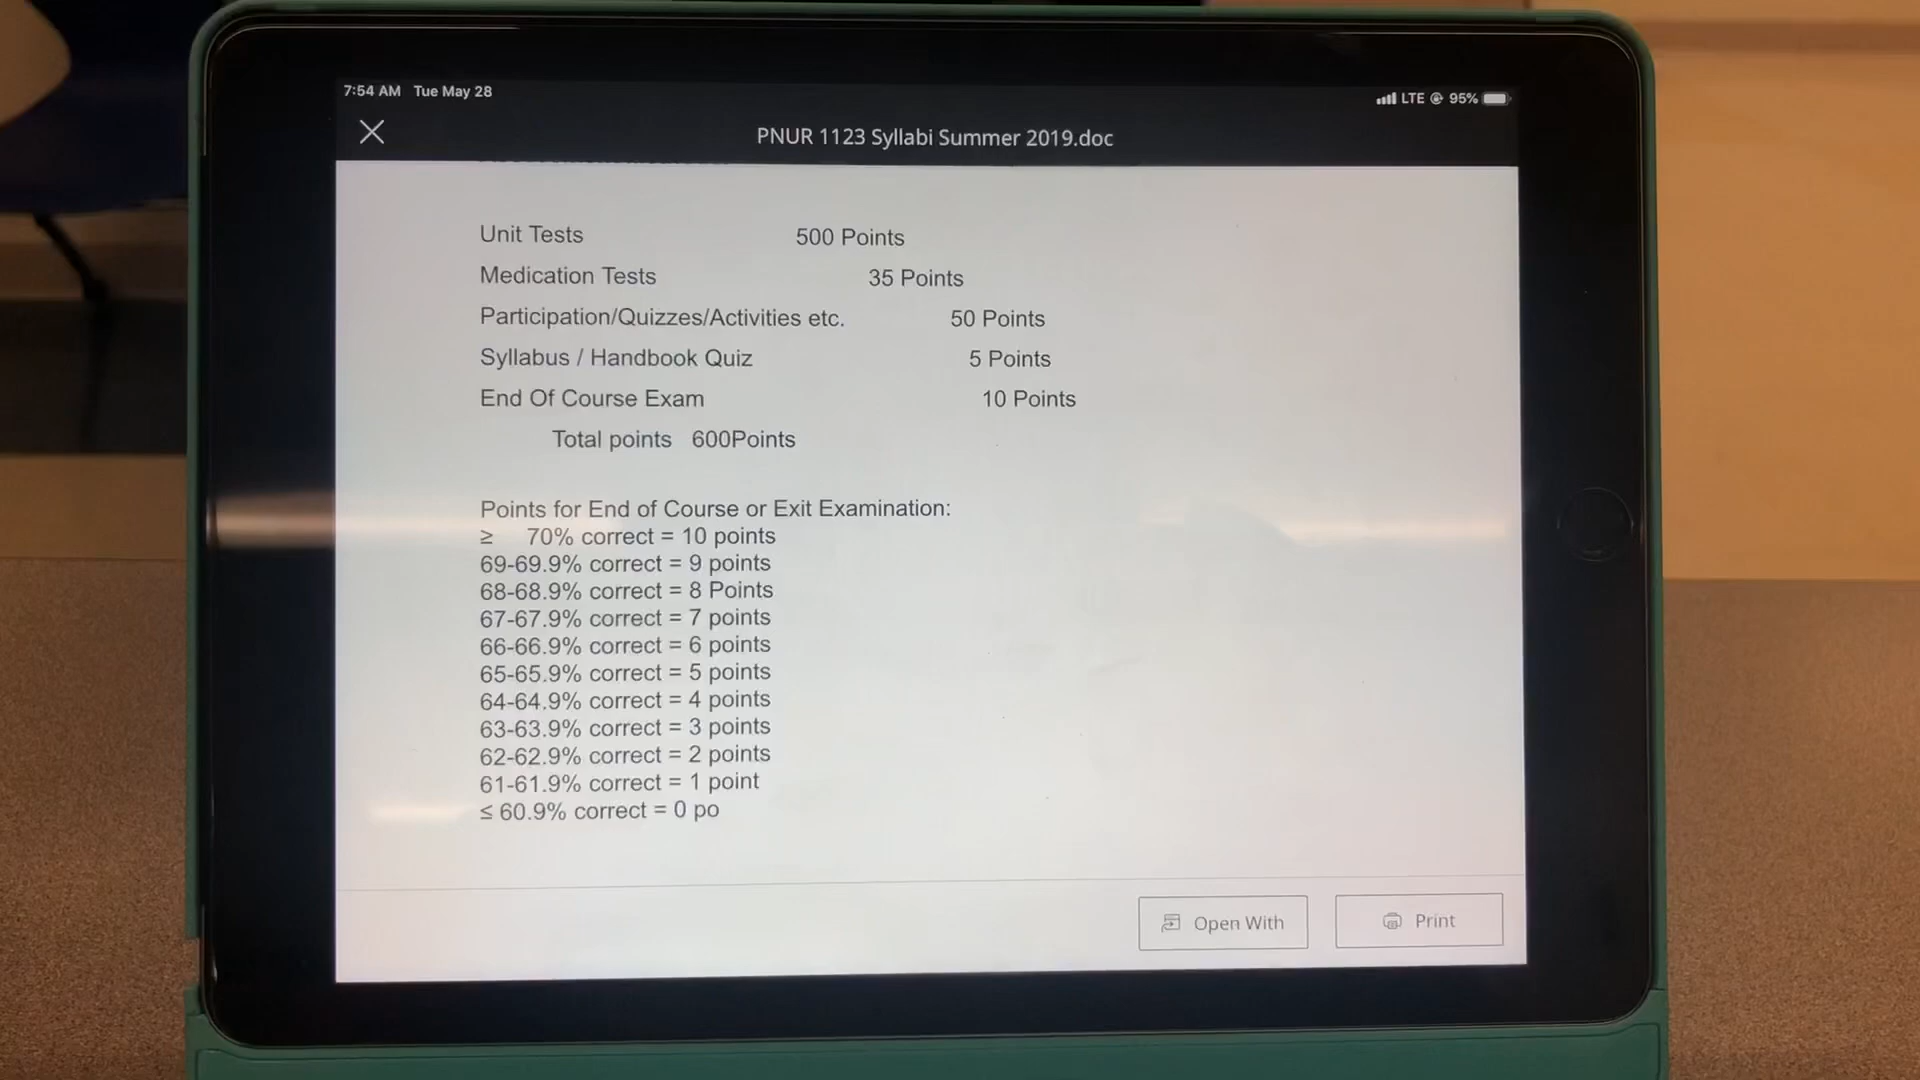 7:54 AM Tue May 28
LTE 95%
PNUR 1123 Syllabi Summer 2019.doc
Unit Tests 500 Points
Medication Tests 35 Points
Participation/Quizzes/Activities etc. 50 Points
Syllabus / Handbook Quiz 5 Points
End Of Course Exam 10 Points
Total points 600Points
Points for End of Course or Exit Examination:
≥ 70% correct = 10 points
69-69.9% correct = 9 points
68-68.9% correct = 8 Points
67-67.9% correct = 7 points
66-66.9% correct = 6 points
65-65.9% correct = 5 points
64-64.9% correct = 4 points
63-63.9% correct = 3 points
62-62.9% correct = 2 points
61-61.9% correct = 1 point
≤ 60.9% correct = 0 po
Open With Print